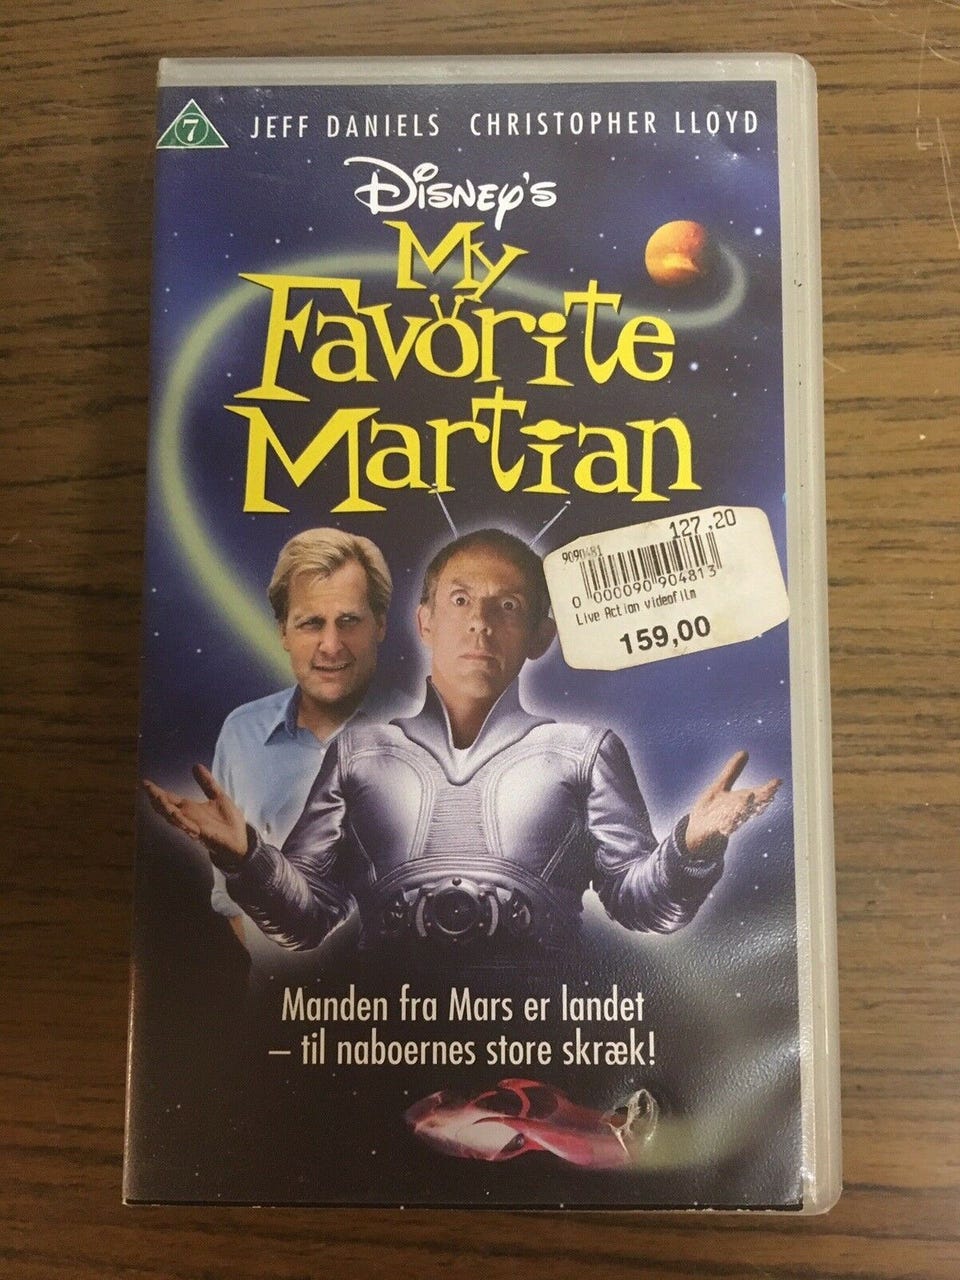 7
JEFF DANIELS CHRISTOPHER LLOYD
DISNEY'S
My
Favorite
Martian
127,20
9090481
0 000090 904813
Live Action videofilm
159,00
Manden fra Mars er landet
– til naboernes store skræk!